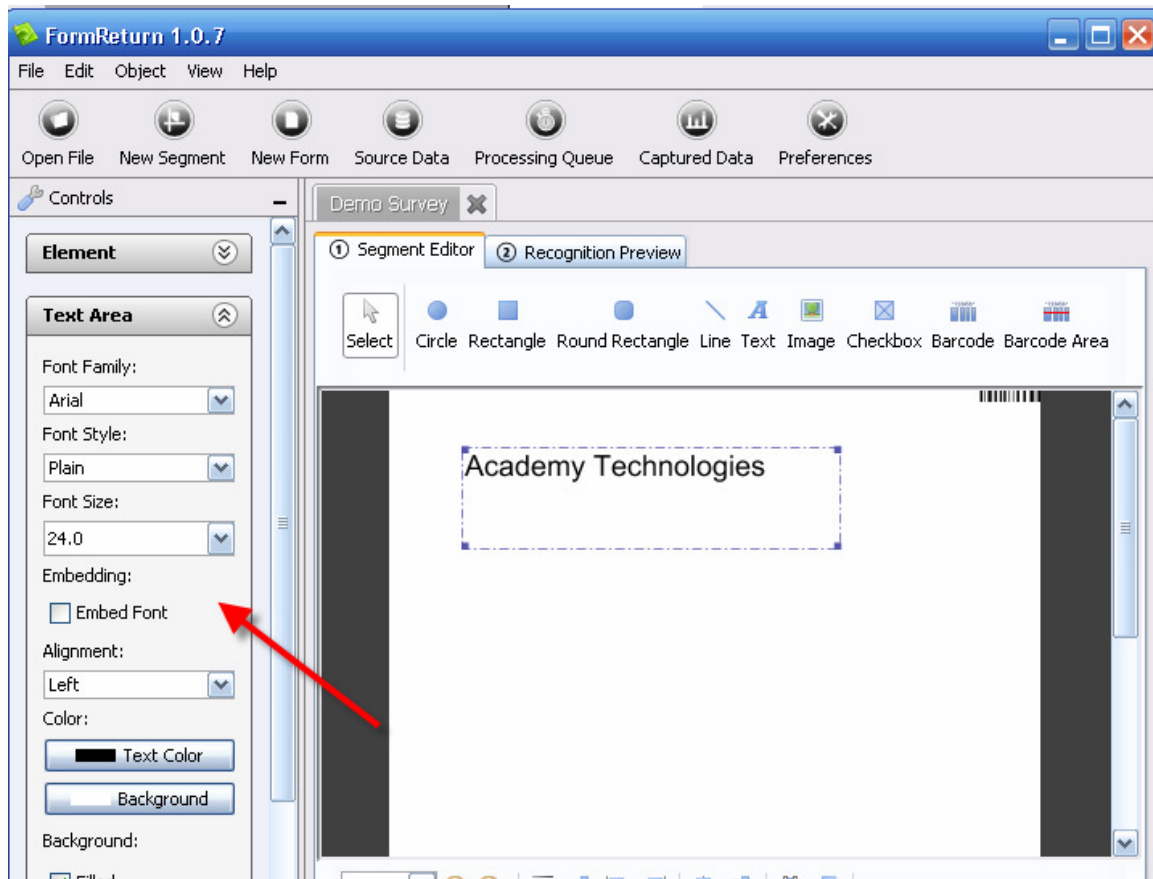 FormReturn 1.0.7
File Edit Object View Help
Open File New Segment New Form Source Data Processing Queue Captured Data Preferences
Controls
Demo Survey
Element
1 Segment Editor 2 Recognition Preview
Text Area
Select Circle Rectangle Round Rectangle Line Text Image Checkbox Barcode Barcode Area
Font Family:
Arial
Font Style:
Plain
Font Size:
24.0
Embedding:
Embed Font
Alignment:
Left
Color:
Text Color
Background
Background:
Academy Technologies